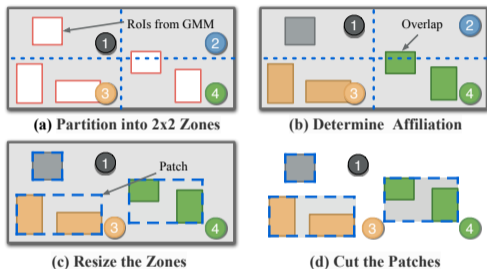 RoIs from GMM
1
2
3
4
(a) Partition into 2x2 Zones
Overlap
1
2
3
4
(b) Determine Affiliation
1
Patch
3
4
(c) Resize the Zones
1
3
4
(d) Cut the Patches